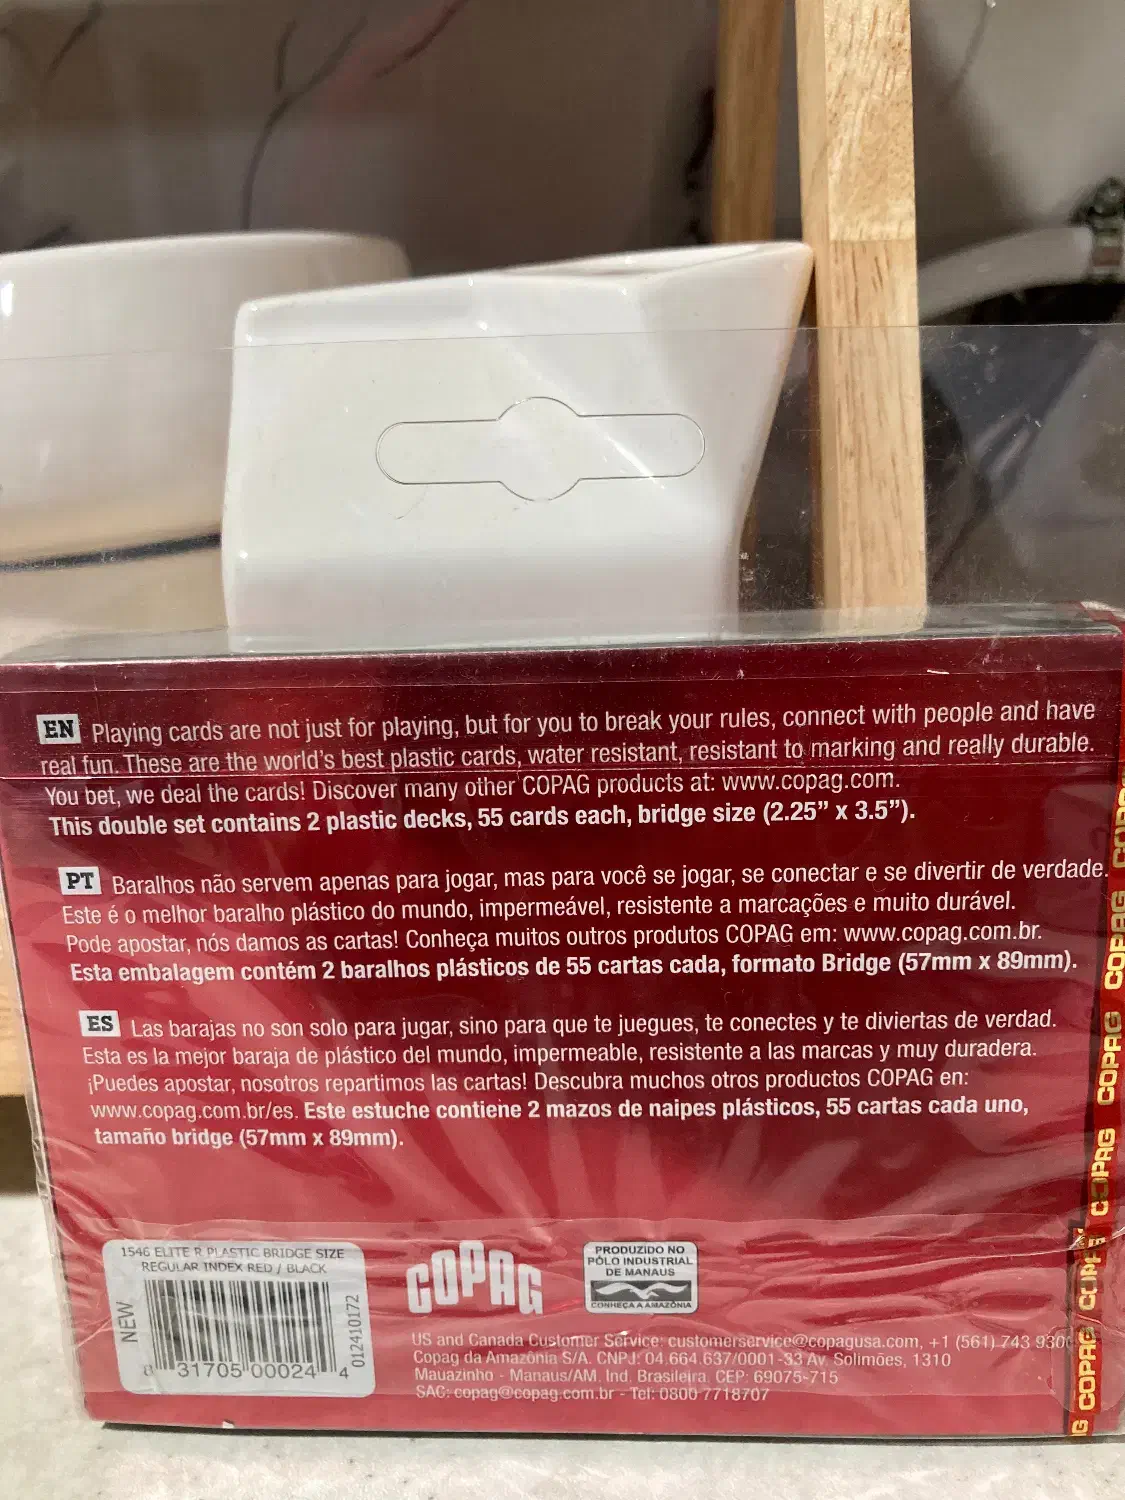 EN Playing cards are not just for playing, but for you to break your rules, connect with people and have
real fun. These are the world's best plastic cards, water resistant, resistant to marking and really durable.
You bet, we deal the cards! Discover many other COPAG products at: www.copag.com.
This double set contains 2 plastic decks, 55 cards each, bridge size (2.25” x 3.5”).
PT Baralhos não servem apenas para jogar, mas para você se jogar, se conectar e se divertir de verdade.
Este é o melhor baralho plástico do mundo, impermeável, resistente a marcações e muito durável.
Pode apostar, nós damos as cartas! Conheça muitos outros produtos COPAG em: www.copag.com.br.
Esta embalagem contém 2 baralhos plásticos de 55 cartas cada, formato Bridge (57mm x 89mm).
ES Las barajas no son solo para jugar, sino para que te juegues, te conectes y te diviertas de verdad.
Esta es la mejor baraja de plástico del mundo, impermeable, resistente a las marcas y muy duradera.
¡Puedes apostar, nosotros repartimos las cartas! Descubra muchos otros productos COPAG en:
www.copag.com.br/es. Este estuche contiene 2 mazos de naipes plásticos, 55 cartas cada uno,
tamaño bridge (57mm x 89mm).
1546 ELITE R PLASTIC BRIDGE SIZE
REGULAR INDEX RED / BLACK
NEW
012410172
8 31705 00024 4
COPAG
PRODUZIDO NO
PÓLO INDUSTRIAL
DE MANAUS
CONHEÇA A AMAZÔNIA
US and Canada Customer Service: customerservice@copagusa.com, +1 (561) 743 930
Copag da Amazônia S/A. CNPJ: 04.664.637/0001-33 Av. Solimões, 1310
Mauazinho - Manaus/AM. Ind. Brasileira. CEP: 69075-715
SAC: copag@copag.com.br - Tel: 0800 7718707
G COPAG COPAG COPAG COPAG COPAG COPAG